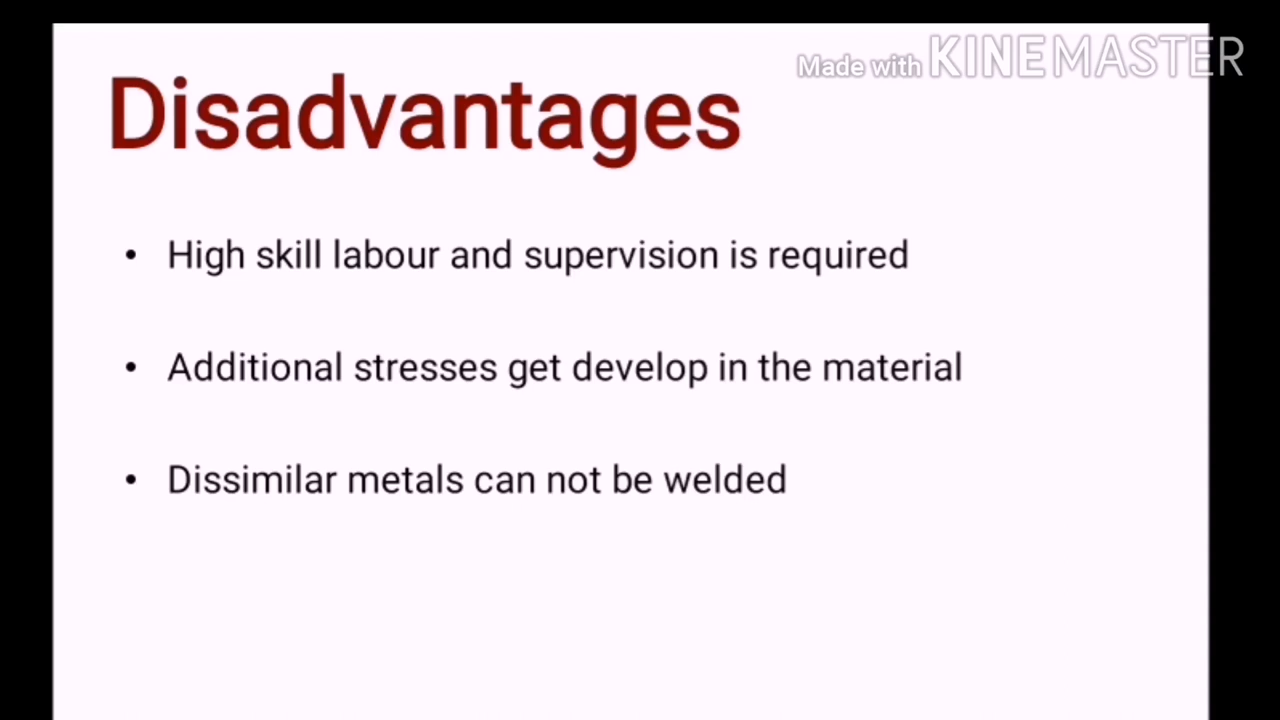 Made with KINEMASTER
Disadvantages
• High skill labour and supervision is required
• Additional stresses get develop in the material
• Dissimilar metals can not be welded